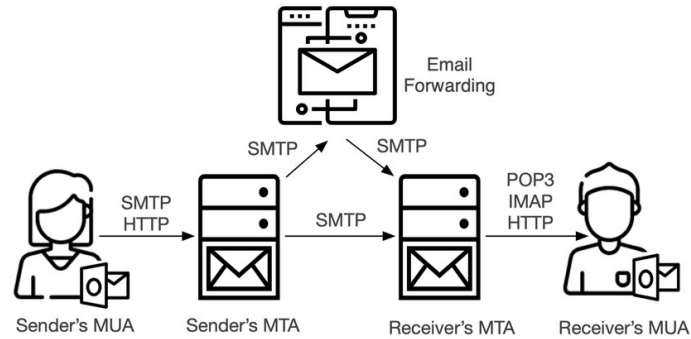 Email
Forwarding
SMTP
SMTP
SMTP
HTTP
SMTP
POP3
IMAP
HTTP
Sender's MUA
Sender's MTA
Receiver's MTA
Receiver's MUA